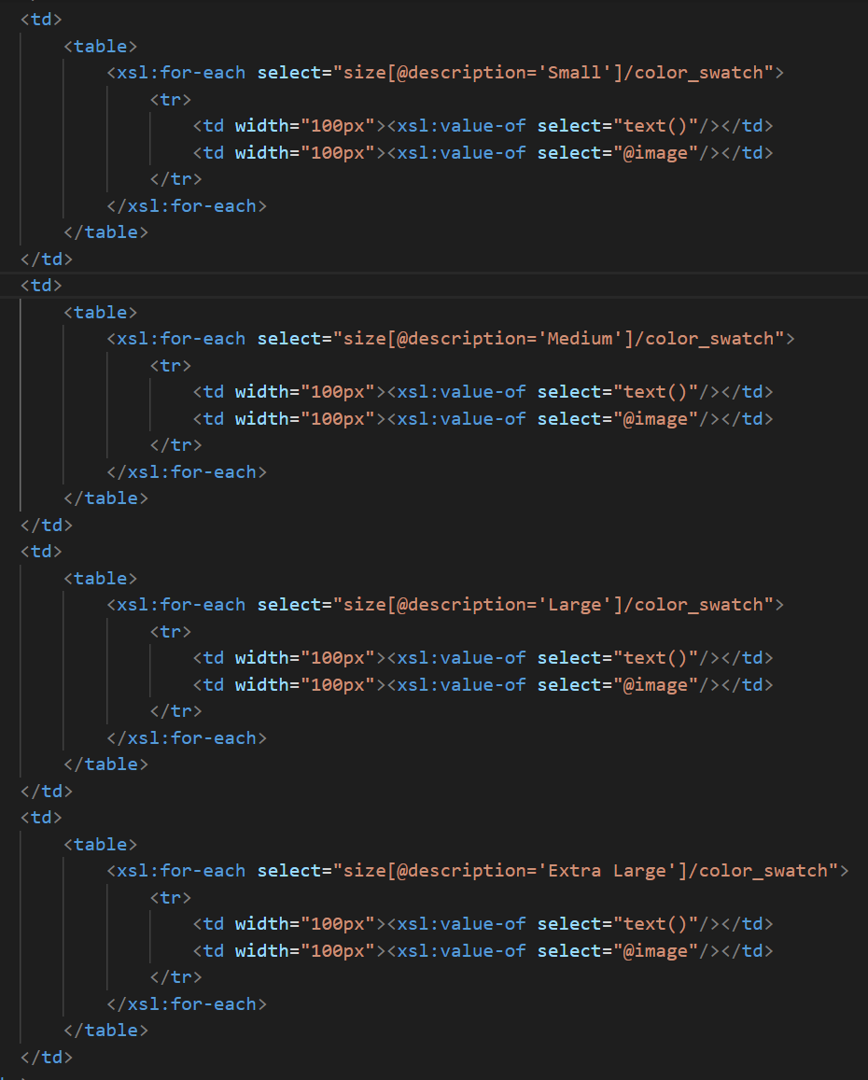 <td>
<table>
<xsl:for-each select="size[@description='Small']/color_swatch">
<tr>
<td width="100px"><xsl:value-of select="text()"/></td>
<td width="100px"><xsl:value-of select="@image"/></td>
</tr>
</xsl:for-each>
</table>
</td>
<td>
<table>
<xsl:for-each select="size[@description='Medium']/color_swatch">
<tr>
<td width="100px"><xsl:value-of select="text()"/></td>
<td width="100px"><xsl:value-of select="@image"/></td>
</tr>
</xsl:for-each>
</table>
</td>
<td>
<table>
<xsl:for-each select="size[@description='Large']/color_swatch">
<tr>
<td width="100px"><xsl:value-of select="text()"/></td>
<td width="100px"><xsl:value-of select="@image"/></td>
</tr>
</xsl:for-each>
</table>
</td>
<td>
<table>
<xsl:for-each select="size[@description='Extra Large']/color_swatch">
<tr>
<td width="100px"><xsl:value-of select="text()"/></td>
<td width="100px"><xsl:value-of select="@image"/></td>
</tr>
</xsl:for-each>
</table>
</td>